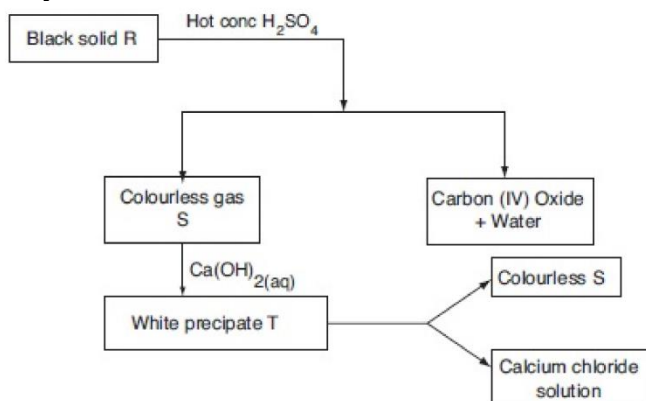 Hot conc H₂SO₄
Black solid R
Colourless gas
S
Carbon (IV) Oxide
+ Water
Ca(OH)₂(aq)
Colourless S
White precipate T
Calcium chloride
solution